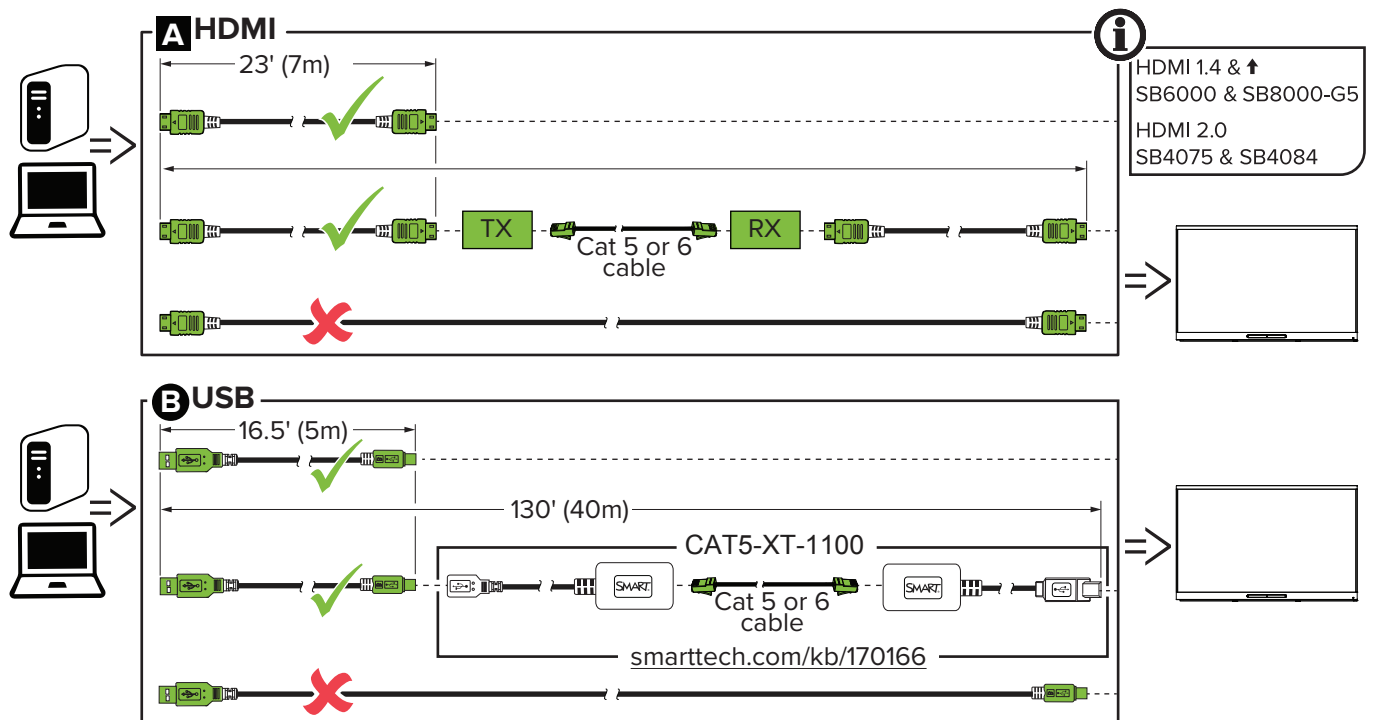 A HDMI
23' (7m)
HDMI 1.4 & ⬆
SB6000 & SB8000-G5
HDMI 2.0
SB4075 & SB4084
TX
RX
Cat 5 or 6
cable
B USB
16.5' (5m)
130' (40m)
CAT5-XT-1100
SMART
SMART
Cat 5 or 6
cable
smarttech.com/kb/170166